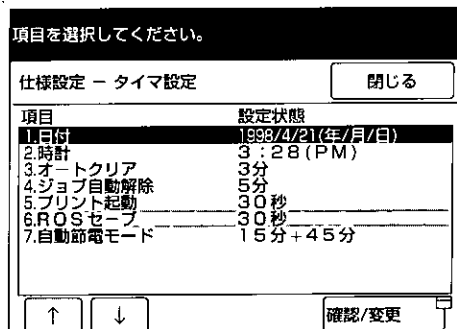 項目を選択してください。
仕様設定 － タイマ設定 閉じる
項目 設定状態
1.日付 1998/4/21(年/月/日)
2.時計 3:28(PM)
3.オートクリア 3分
4.ジョブ自動解除 5分
5.プリント起動 30秒
6.ROSセーブ 30秒
7.自動節電モード 15分+45分
↑ ↓ 確認/変更